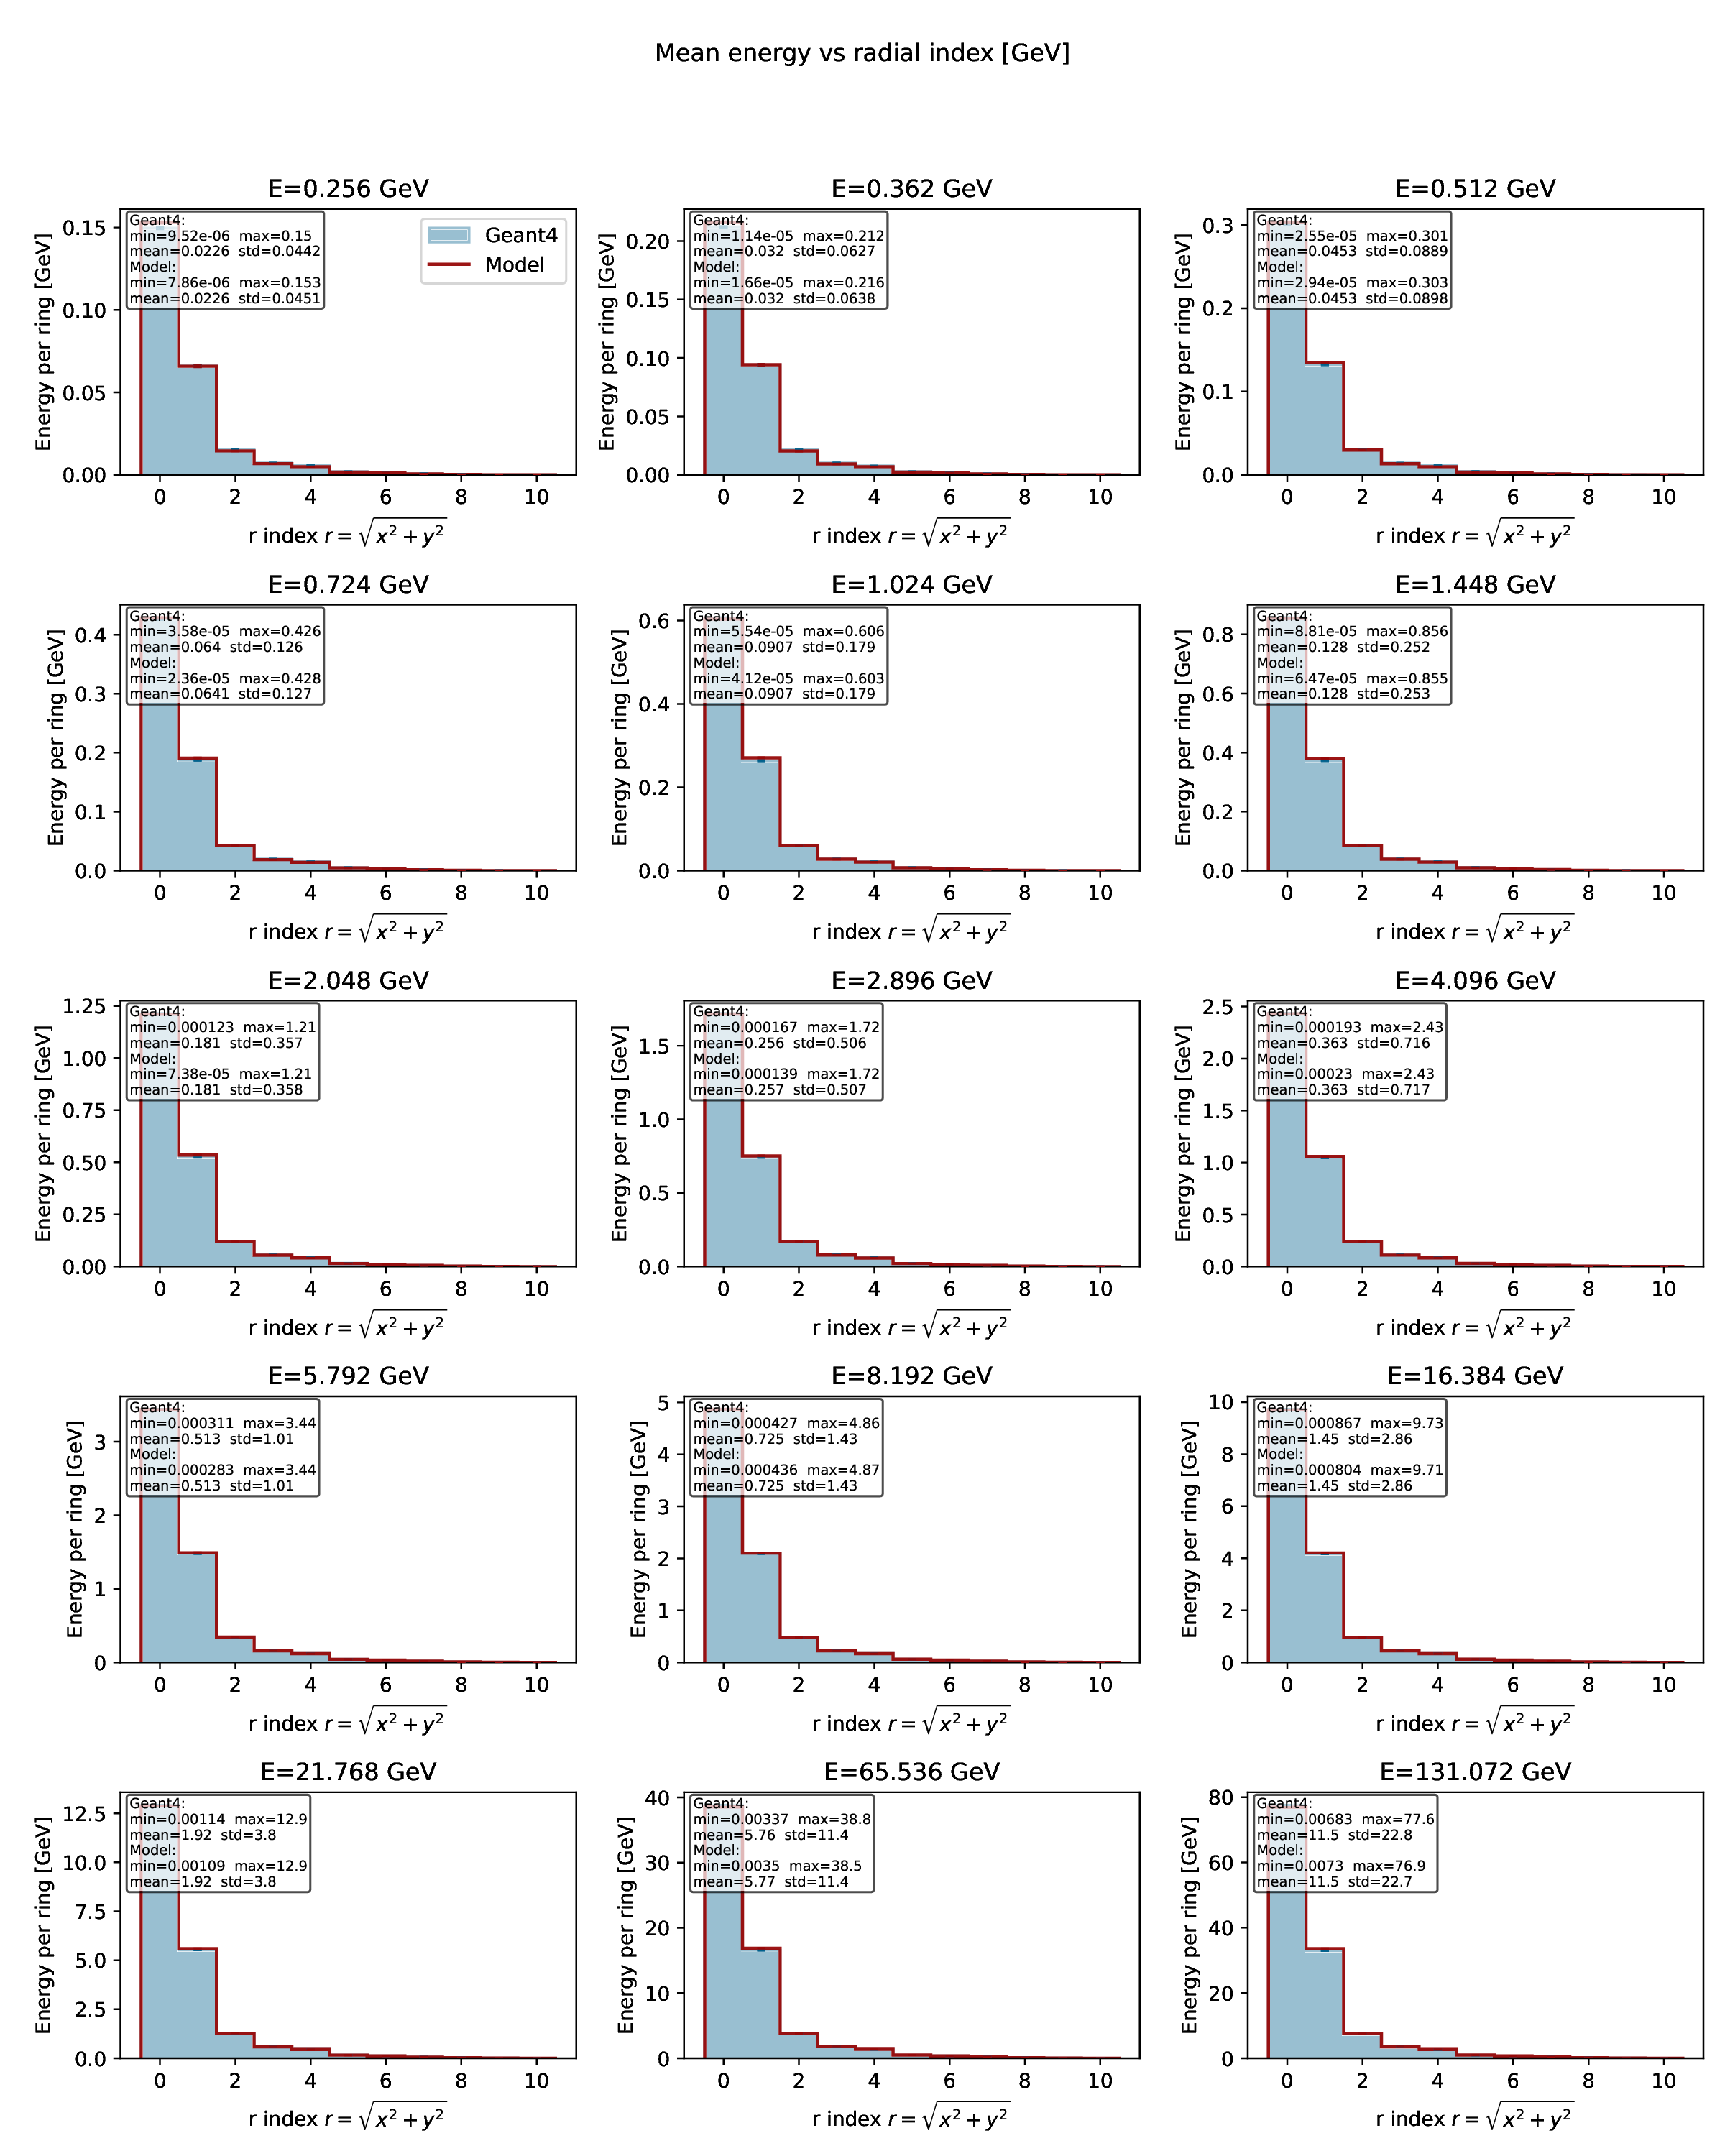 Mean energy vs radial index [GeV]
E=0.256 GeV
Geant4:
min=9.52e-06 max=0.15
mean=0.0226 std=0.0442
Model:
min=7.86e-06 max=0.153
mean=0.0226 std=0.0451
Geant4
Model
Energy per ring [GeV]
0.15
0.10
0.05
0.00
0 2 4 6 8 10
r index r = √x² + y²
E=0.362 GeV
Geant4:
min=1.14e-05 max=0.212
mean=0.032 std=0.0627
Model:
min=1.66e-05 max=0.216
mean=0.032 std=0.0638
Energy per ring [GeV]
0.20
0.15
0.10
0.05
0.00
0 2 4 6 8 10
r index r = √x² + y²
E=0.512 GeV
Geant4:
min=2.55e-05 max=0.301
mean=0.0453 std=0.0889
Model:
min=2.94e-05 max=0.303
mean=0.0453 std=0.0898
Energy per ring [GeV]
0.3
0.2
0.1
0.0
0 2 4 6 8 10
r index r = √x² + y²
E=0.724 GeV
Geant4:
min=3.58e-05 max=0.426
mean=0.064 std=0.126
Model:
min=2.36e-05 max=0.428
mean=0.0641 std=0.127
Energy per ring [GeV]
0.4
0.3
0.2
0.1
0.0
0 2 4 6 8 10
r index r = √x² + y²
E=1.024 GeV
Geant4:
min=5.54e-05 max=0.606
mean=0.0907 std=0.179
Model:
min=4.12e-05 max=0.603
mean=0.0907 std=0.179
Energy per ring [GeV]
0.6
0.4
0.2
0.0
0 2 4 6 8 10
r index r = √x² + y²
E=1.448 GeV
Geant4:
min=8.81e-05 max=0.856
mean=0.128 std=0.252
Model:
min=6.47e-05 max=0.855
mean=0.128 std=0.253
Energy per ring [GeV]
0.8
0.6
0.4
0.2
0.0
0 2 4 6 8 10
r index r = √x² + y²
E=2.048 GeV
Geant4:
min=0.000123 max=1.21
mean=0.181 std=0.357
Model:
min=7.38e-05 max=1.21
mean=0.181 std=0.358
Energy per ring [GeV]
1.25
1.00
0.75
0.50
0.25
0.00
0 2 4 6 8 10
r index r = √x² + y²
E=2.896 GeV
Geant4:
min=0.000167 max=1.72
mean=0.256 std=0.506
Model:
min=0.000139 max=1.72
mean=0.257 std=0.507
Energy per ring [GeV]
1.5
1.0
0.5
0.0
0 2 4 6 8 10
r index r = √x² + y²
E=4.096 GeV
Geant4:
min=0.000193 max=2.43
mean=0.363 std=0.716
Model:
min=0.00023 max=2.43
mean=0.363 std=0.717
Energy per ring [GeV]
2.5
2.0
1.5
1.0
0.5
0.0
0 2 4 6 8 10
r index r = √x² + y²
E=5.792 GeV
Geant4:
min=0.000311 max=3.44
mean=0.513 std=1.01
Model:
min=0.000283 max=3.44
mean=0.513 std=1.01
Energy per ring [GeV]
3
2
1
0
0 2 4 6 8 10
r index r = √x² + y²
E=8.192 GeV
Geant4:
min=0.000427 max=4.86
mean=0.725 std=1.43
Model:
min=0.000436 max=4.87
mean=0.725 std=1.43
Energy per ring [GeV]
5
4
3
2
1
0
0 2 4 6 8 10
r index r = √x² + y²
E=16.384 GeV
Geant4:
min=0.000867 max=9.73
mean=1.45 std=2.86
Model:
min=0.000804 max=9.71
mean=1.45 std=2.86
Energy per ring [GeV]
10
8
6
4
2
0
0 2 4 6 8 10
r index r = √x² + y²
E=21.768 GeV
Geant4:
min=0.00114 max=12.9
mean=1.92 std=3.8
Model:
min=0.00109 max=12.9
mean=1.92 std=3.8
Energy per ring [GeV]
12.5
10.0
7.5
5.0
2.5
0.0
0 2 4 6 8 10
r index r = √x² + y²
E=65.536 GeV
Geant4:
min=0.00337 max=38.8
mean=5.76 std=11.4
Model:
min=0.0035 max=38.5
mean=5.77 std=11.4
Energy per ring [GeV]
40
30
20
10
0
0 2 4 6 8 10
r index r = √x² + y²
E=131.072 GeV
Geant4:
min=0.00683 max=77.6
mean=11.5 std=22.8
Model:
min=0.0073 max=76.9
mean=11.5 std=22.7
Energy per ring [GeV]
80
60
40
20
0
0 2 4 6 8 10
r index r = √x² + y²